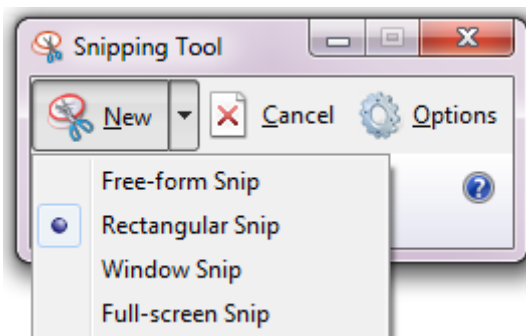 Snipping Tool
New Cancel Options
Free-form Snip
Rectangular Snip
Window Snip
Full-screen Snip